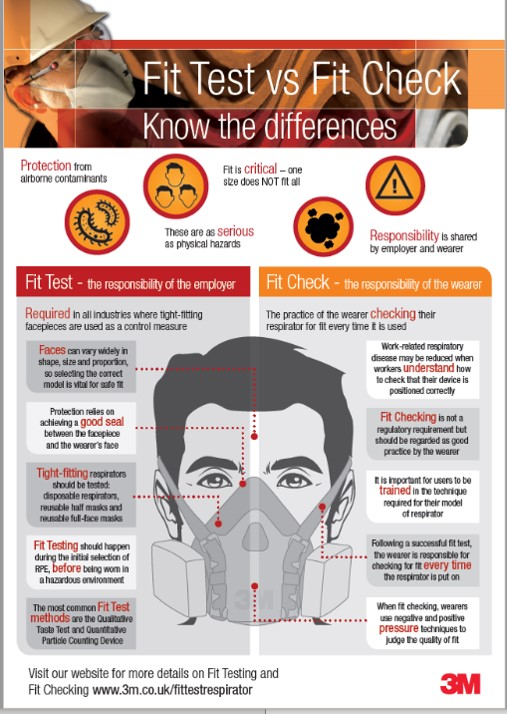 Fit Test vs Fit Check
Know the differences
Protection from
airborne contaminants
Fit is critical – one
size does NOT fit all
These are as serious
as physical hazards
Responsibility is shared
by employer and wearer
Fit Test - the responsibility of the employer
Required in all industries where tight-fitting
facepieces are used as a control measure
Faces can vary widely in
shape, size and proportion,
so selecting the correct
model is vital for safe fit
Protection relies on
achieving a good seal
between the facepiece
and the wearer's face
Tight-fitting respirators
should be tested:
disposable respirators,
reusable half masks and
reusable full-face masks
Fit Testing should happen
during the initial selection of
RPE, before being worn in
a hazardous environment
The most common Fit Test
methods are the Qualitative
Taste Test and Quantitative
Particle Counting Device
Fit Check - the responsibility of the wearer
The practice of the wearer checking their
respirator for fit every time it is used
Work-related respiratory
disease may be reduced when
workers understand how
to check that their device is
positioned correctly
Fit Checking is not a
regulatory requirement but
should be regarded as good
practice by the wearer
It is important for users to be
trained in the technique
required for their model
of respirator
Following a successful fit test,
the wearer is responsible for
checking for fit every time
the respirator is put on
When fit checking, wearers
use negative and positive
pressure techniques to
judge the quality of fit
3M
Visit our website for more details on Fit Testing and
Fit Checking www.3m.co.uk/fittestrespirator
3M